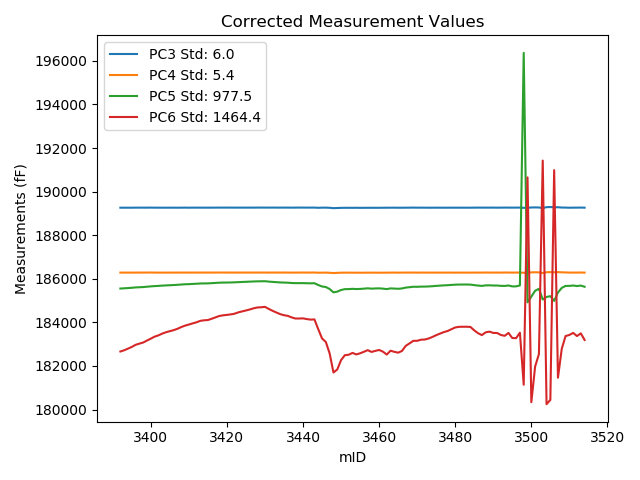 Corrected Measurement Values
PC3 Std: 6.0
PC4 Std: 5.4
PC5 Std: 977.5
PC6 Std: 1464.4
Measurements (fF)
196000
194000
192000
190000
188000
186000
184000
182000
180000
3400 3420 3440 3460 3480 3500 3520
mID